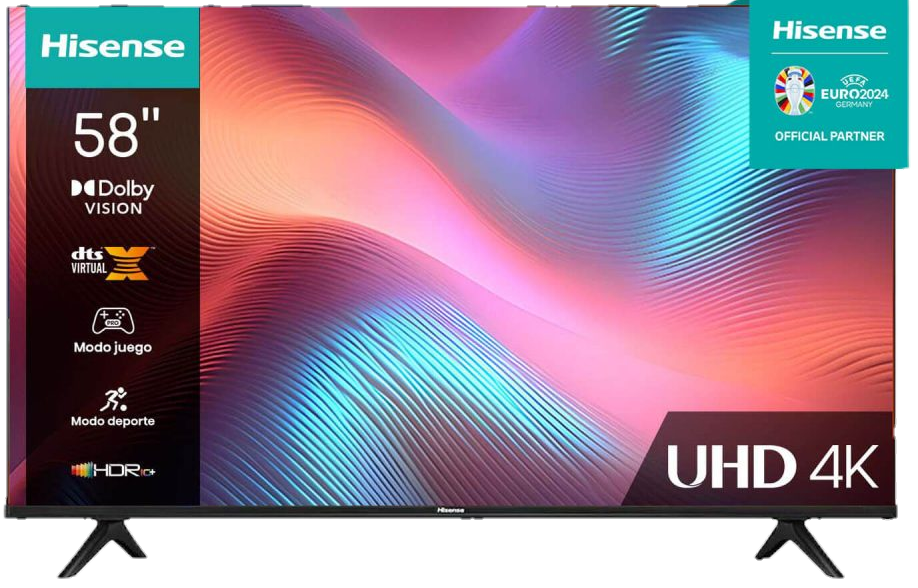 Hisense
58"
Dolby
VISION
dts
VIRTUAL X
PRO
Modo juego
Modo deporte
HDR10+
Hisense
UEFA
EURO2024
GERMANY
OFFICIAL PARTNER
UHD 4K
Hisense